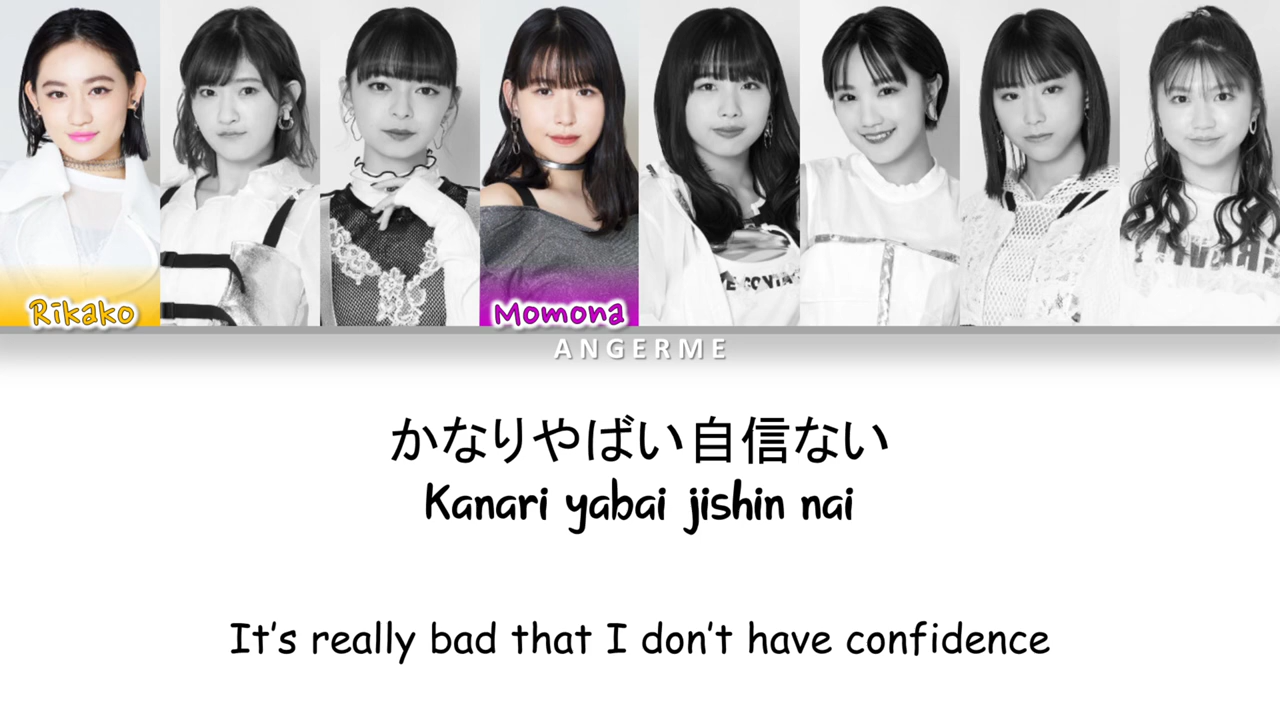 Rikako
Momona
ANGERME
かなりやばい自信ない
Kanari yabai jishin nai
It's really bad that I don't have confidence